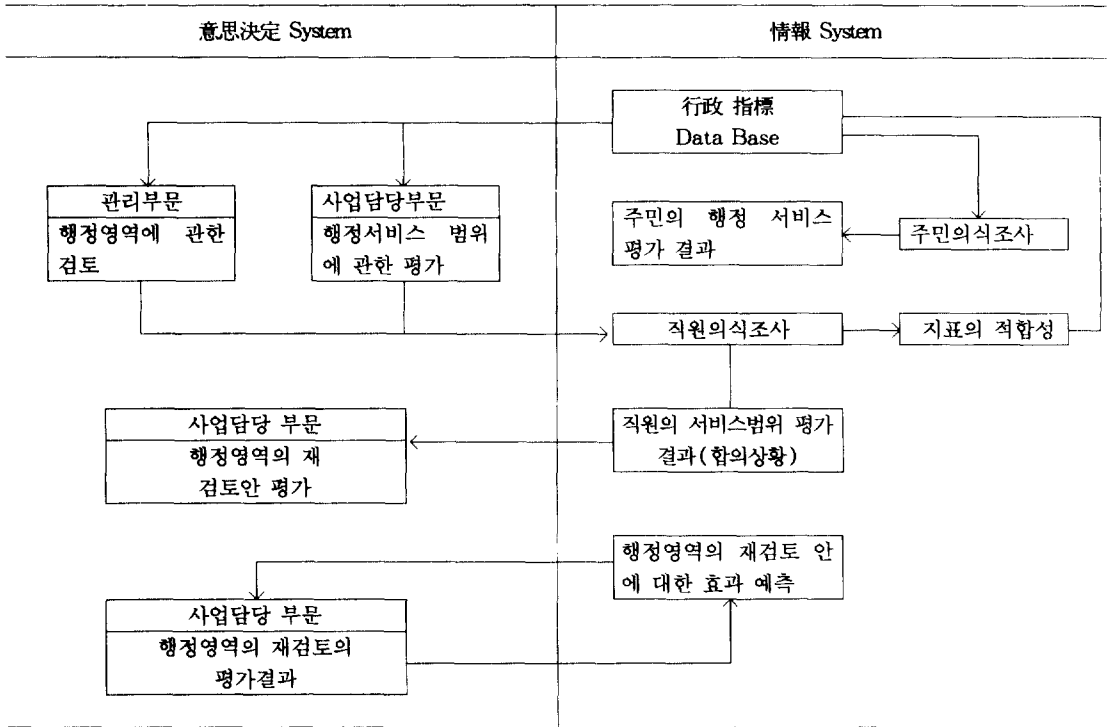 意思決定 System
情報 System
行政 指標
Data Base
관리부문
행정영역에 관한
검토
사업담당부문
행정서비스 범위
에 관한 평가
주민의 행정 서비스
평가 결과
주민의식조사
직원의식조사
지표의 적합성
사업담당 부문
행정영역의 재
검토안 평가
직원의 서비스범위 평가
결과(합의상황)
행정영역의 재검토 안
에 대한 효과 예측
사업담당 부문
행정영역의 재검토의
평가결과